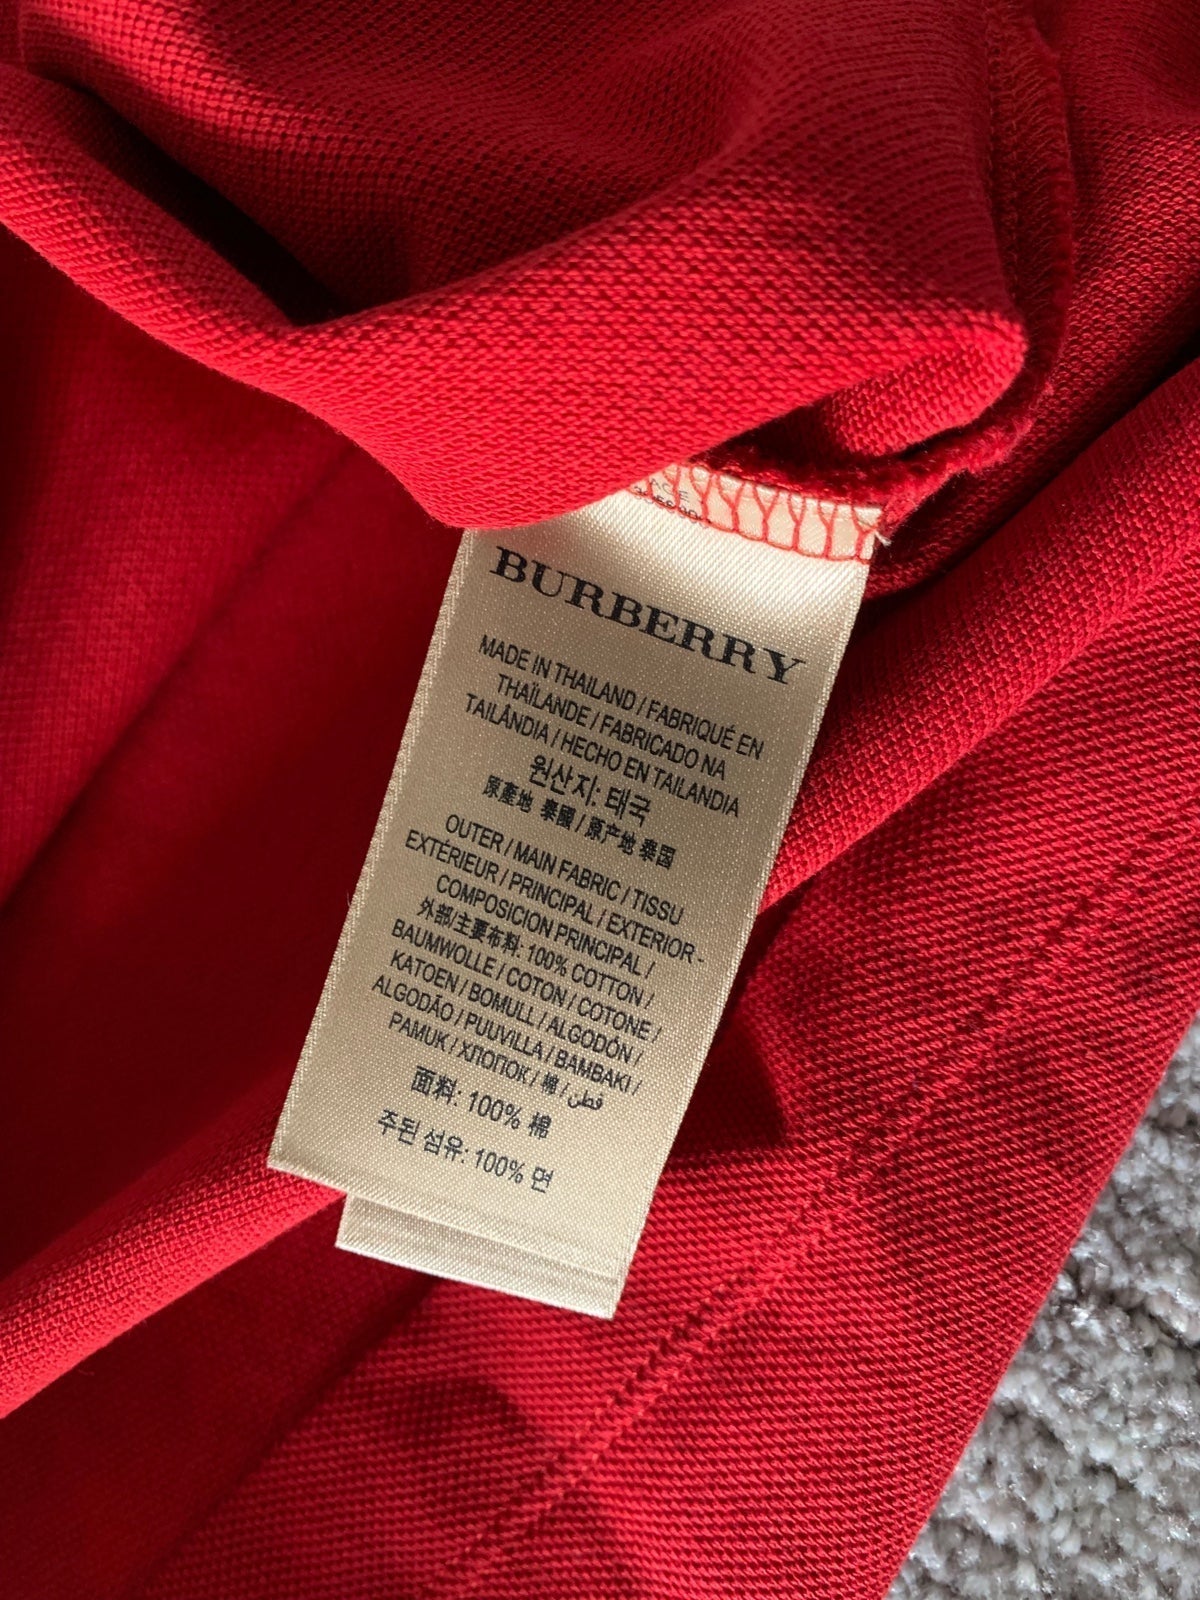 BURBERRY
MADE IN THAILAND / FABRIQUÉ EN
THAÏLANDE / FABRICADO NA
TAILÂNDIA / HECHO EN TAILANDIA
원산지: 태국
原產地 泰國 / 原产地 泰国
OUTER / MAIN FABRIC / TISSU
EXTÉRIEUR / PRINCIPAL / EXTERIOR-
COMPOSICION PRINCIPAL /
外部/主要布料: 100% COTTON /
BAUMWOLLE / COTON / COTONE /
KATOEN / BOMULL / ALGODÓN /
ALGODÃO / PUUVILLA / BAMBAKI /
PAMUK / ХЛОПОК / 棉 / قطن
面料: 100% 棉
주된 섬유: 100% 면